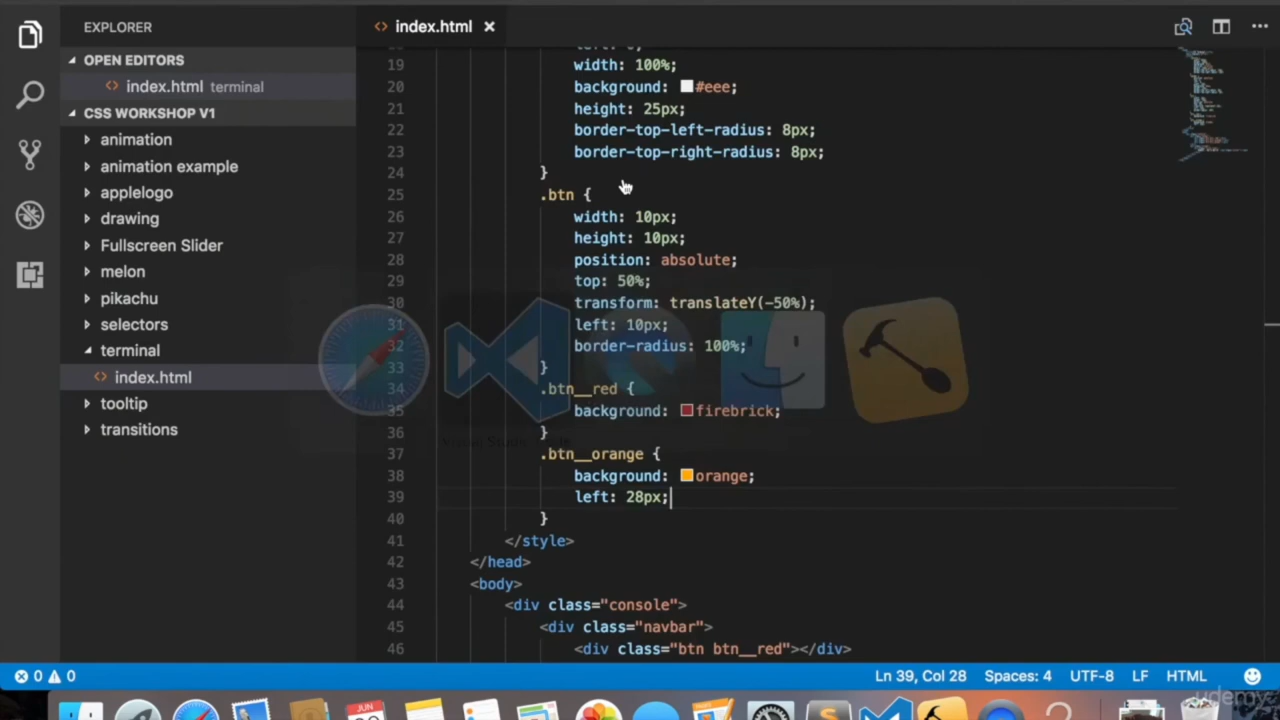 EXPLORER
index.html
OPEN EDITORS
index.html terminal
CSS WORKSHOP V1
animation
animation example
applelogo
drawing
Fullscreen Slider
melon
pikachu
selectors
terminal
index.html
tooltip
transitions
19 width: 100%;
20 background: #eee;
21 height: 25px;
22 border-top-left-radius: 8px;
23 border-top-right-radius: 8px;
24 }
25 .btn {
26 width: 10px;
27 height: 10px;
28 position: absolute;
29 top: 50%;
30 transform: translateY(-50%);
31 left: 10px;
32 border-radius: 100%;
33 }
34 .btn__red {
35 background: firebrick;
36 }
37 .btn__orange {
38 background: orange;
39 left: 28px;
40 }
41 </style>
42 </head>
43 <body>
44 <div class="console">
45 <div class="navbar">
46 <div class="btn btn__red"></div>
0 0
Ln 39, Col 28 Spaces: 4 UTF-8 LF HTML
JUN
udemy